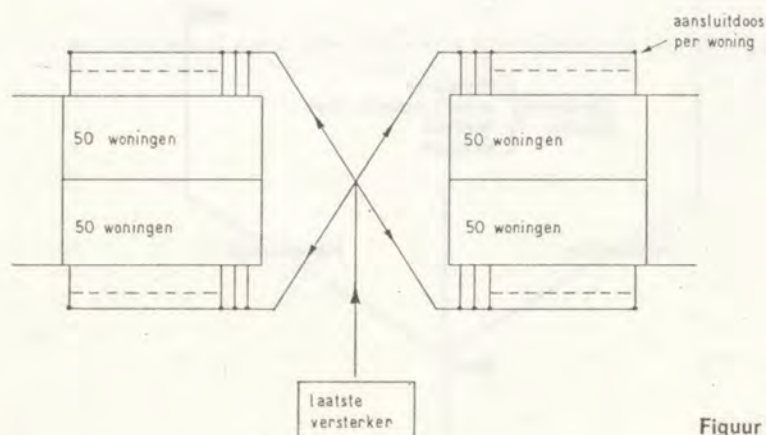 aansluitdoos
per woning
50 woningen
50 woningen
50 woningen
50 woningen
laatste
versterker
Figuur